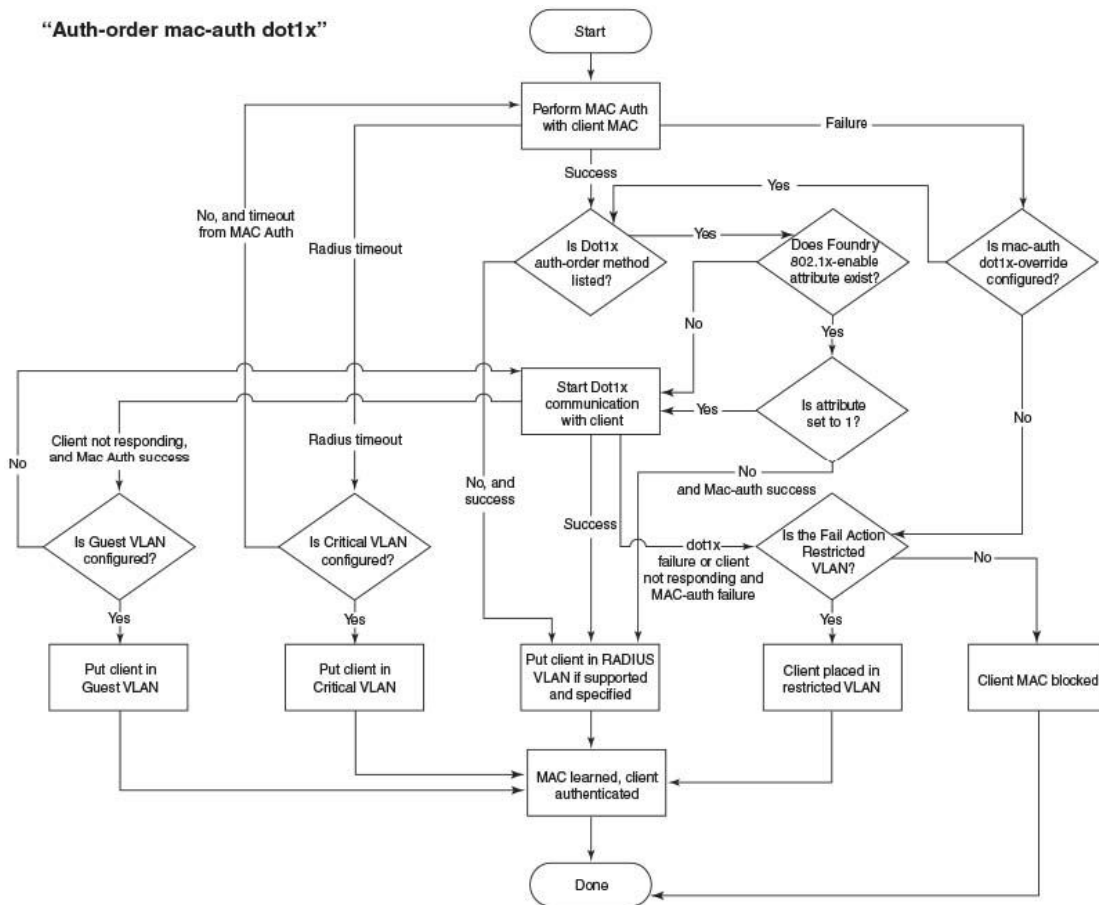 “Auth-order mac-auth dot1x”
Start
Perform MAC Auth
with client MAC
Failure
Success
Yes
No, and timeout
from MAC Auth
Radius timeout
Is Dot1x
auth-order method
listed?
Yes
Does Foundry
802.1x-enable
attribute exist?
Is mac-auth
dot1x-override
configured?
No
Yes
Start Dot1x
communication
with client
Yes
Is attribute
set to 1?
No
Client not responding,
and Mac Auth success
No
Radius timeout
No, and
success
No
and Mac-auth success
Success
Is Guest VLAN
configured?
Is Critical VLAN
configured?
dot1x
failure or client
not responding and
MAC-auth failure
Is the Fail Action
Restricted
VLAN?
No
Yes
Yes
Yes
Put client in
Guest VLAN
Put client in
Critical VLAN
Put client in RADIUS
VLAN if supported
and specified
Client placed in
restricted VLAN
Client MAC blocked
MAC learned, client
authenticated
Done